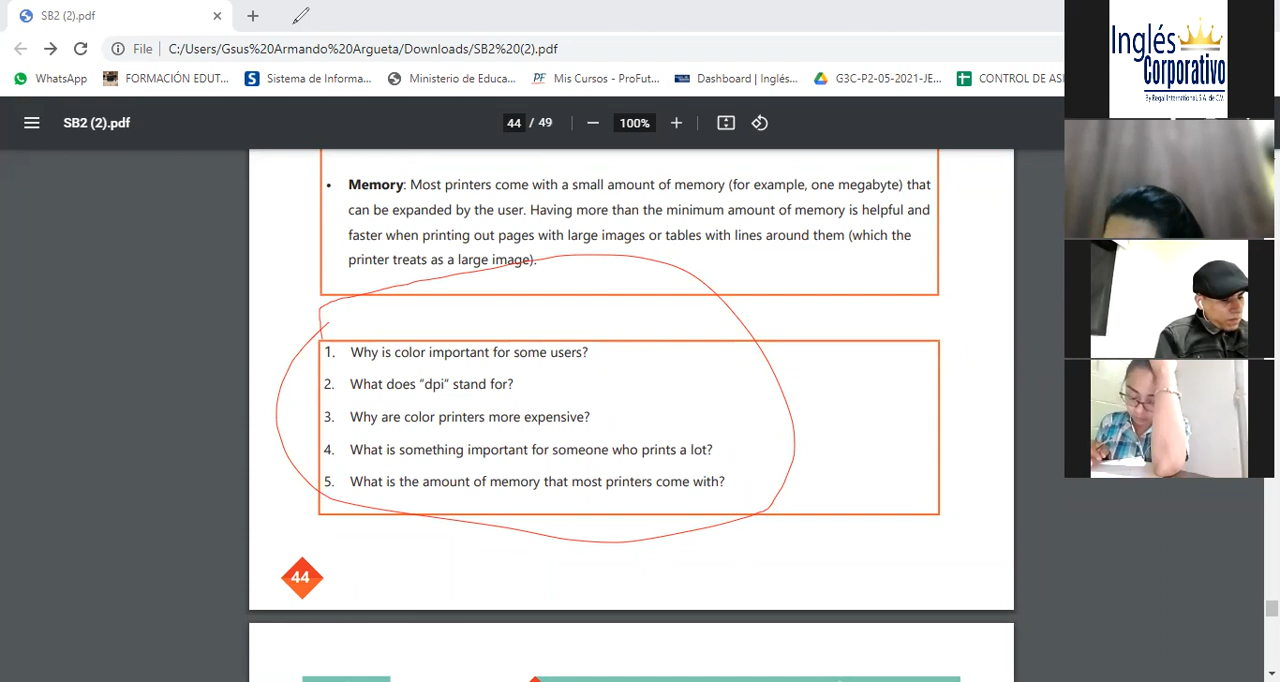 SB2 (2).pdf
File C:/Users/Gsus%20Armando%20Argueta/Downloads/SB2%20(2).pdf
WhatsApp FORMACIÓN EDUT... Sistema de Informa... Ministerio de Educa... Mis Cursos - ProFut... Dashboard | Inglés... G3C-P2-05-2021-JE... CONTROL DE ASI
SB2 (2).pdf 44 / 49 100%
• Memory: Most printers come with a small amount of memory (for example, one megabyte) that
can be expanded by the user. Having more than the minimum amount of memory is helpful and
faster when printing out pages with large images or tables with lines around them (which the
printer treats as a large image).
1. Why is color important for some users?
2. What does “dpi” stand for?
3. Why are color printers more expensive?
4. What is something important for someone who prints a lot?
5. What is the amount of memory that most printers come with?
44
Inglés
Corporativo